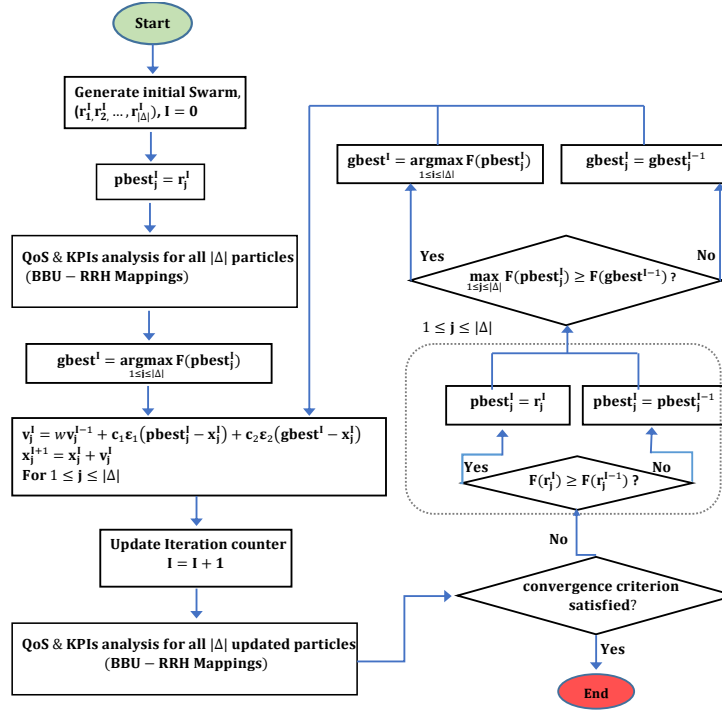 Start
Generate initial Swarm,
(r₁,ᴵ r₂,ᴵ …, r|Δ|ᴵ), I = 0
pbestⱼᴵ = rⱼᴵ
QoS & KPIs analysis for all |Δ| particles
(BBU − RRH Mappings)
gbestᴵ = argmax F(pbestⱼᴵ)
1≤j≤|Δ|
vⱼᴵ = wvⱼᴵ⁻¹ + c₁ε₁(pbestⱼᴵ − xⱼᴵ) + c₂ε₂(gbestᴵ − xⱼᴵ)
xⱼᴵ⁺¹ = xⱼᴵ + vⱼᴵ
For 1 ≤ j ≤ |Δ|
Update Iteration counter
I = I + 1
QoS & KPIs analysis for all |Δ| updated particles
(BBU − RRH Mappings)
convergence criterion
satisfied?
Yes
End
No
F(rⱼᴵ) ≥ F(rⱼᴵ⁻¹) ?
Yes
No
pbestⱼᴵ = rⱼᴵ
pbestⱼᴵ = pbestⱼᴵ⁻¹
1 ≤ j ≤ |Δ|
max F(pbestⱼᴵ) ≥ F(gbestᴵ⁻¹) ?
1≤j≤|Δ|
Yes
No
gbestᴵ = argmax F(pbestⱼᴵ)
1≤i≤|Δ|
gbestⱼᴵ = gbestⱼᴵ⁻¹